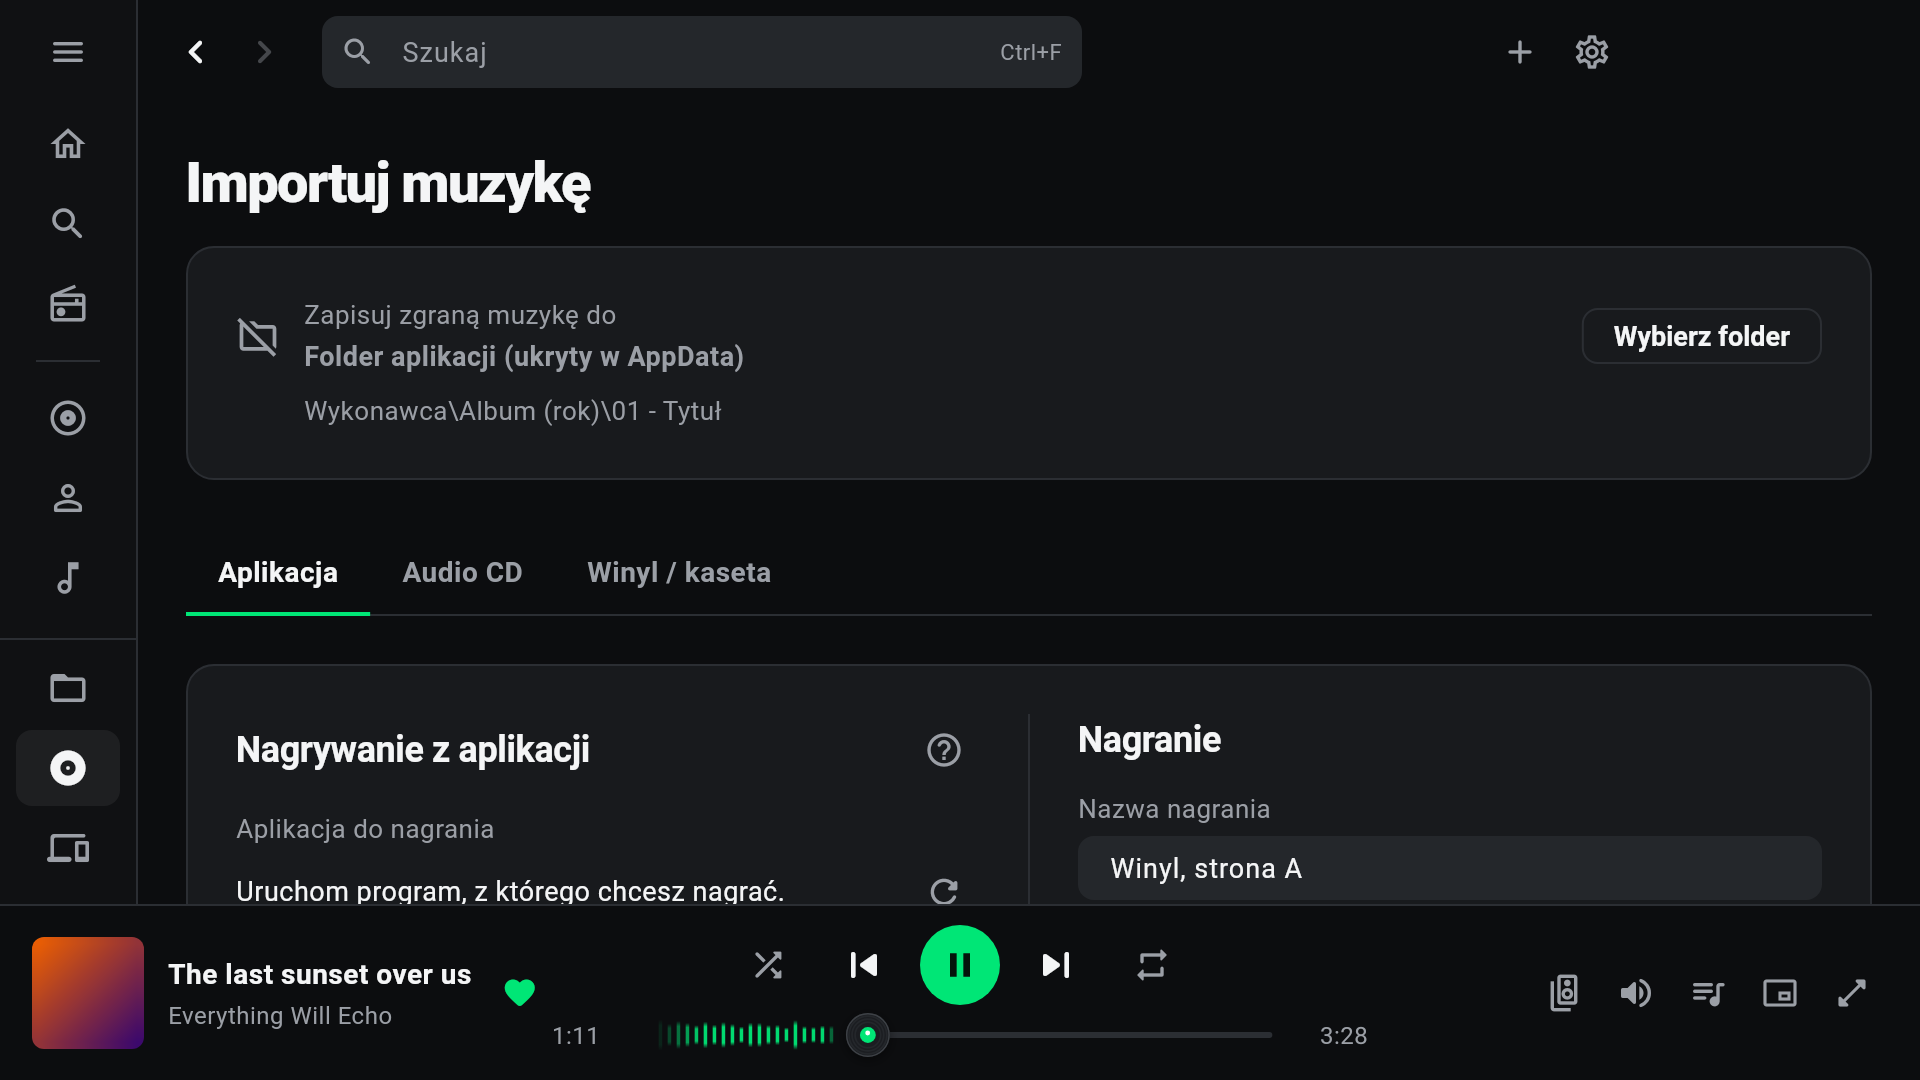 Szukaj
Ctrl+F
Importuj muzykę
Zapisuj zgraną muzykę do
Folder aplikacji (ukryty w AppData)
Wykonawca\Album (rok)\01 - Tytuł
Wybierz folder
Aplikacja
Audio CD
Winyl / kaseta
Nagrywanie z aplikacji
Aplikacja do nagrania
Uruchom program, z którego chcesz nagrać.
Nagranie
Nazwa nagrania
Winyl, strona A
The last sunset over us
Everything Will Echo
1:11
3:28